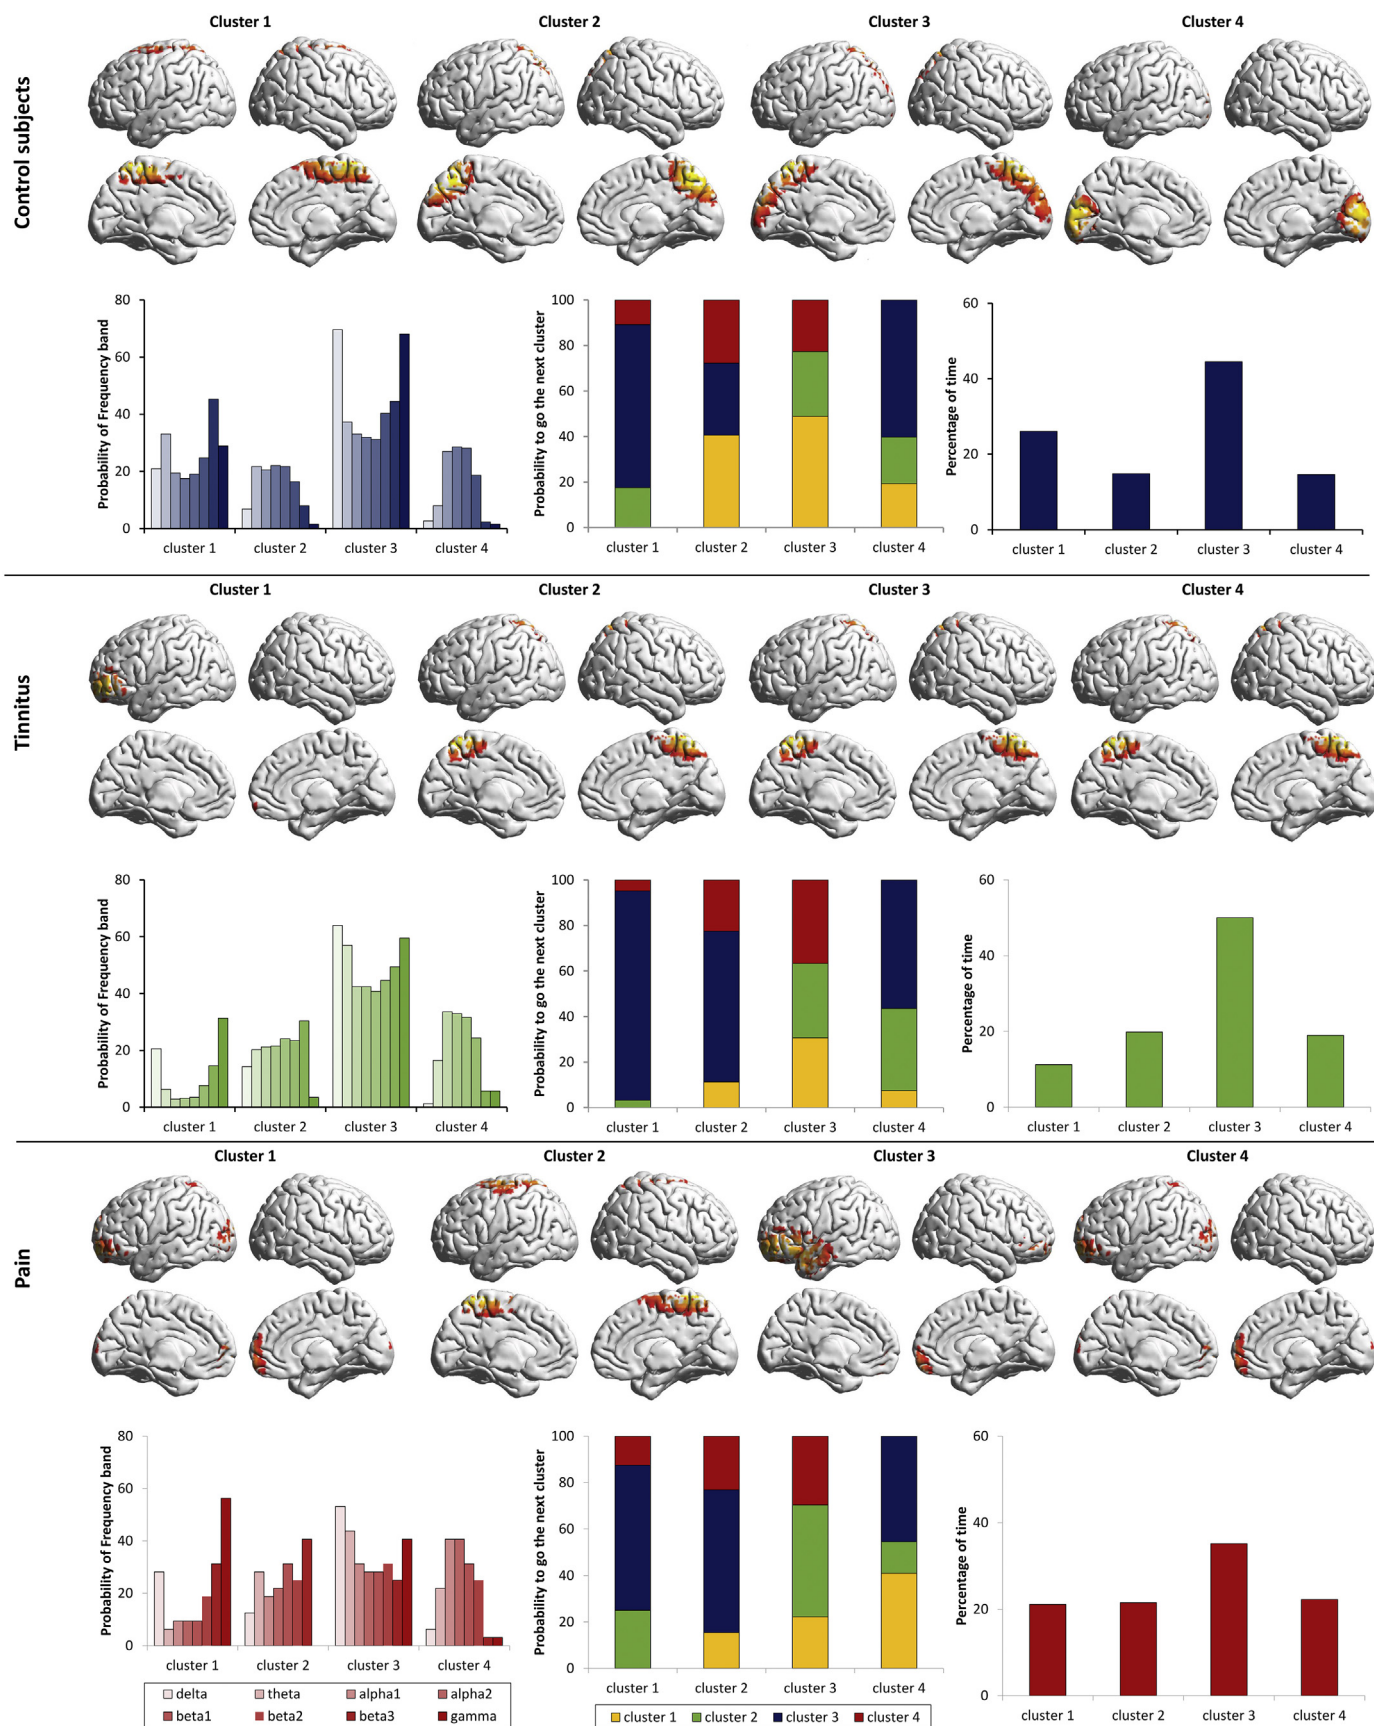 Cluster 1 Cluster 2 Cluster 3 Cluster 4
Control subjects
Probability of Frequency band
80
60
40
20
0
cluster 1 cluster 2 cluster 3 cluster 4
Probability to go the next cluster
100
80
60
40
20
0
cluster 1 cluster 2 cluster 3 cluster 4
Percentage of time
60
40
20
0
cluster 1 cluster 2 cluster 3 cluster 4
Cluster 1 Cluster 2 Cluster 3 Cluster 4
Tinnitus
Probability of Frequency band
80
60
40
20
0
cluster 1 cluster 2 cluster 3 cluster 4
Probability to go the next cluster
100
80
60
40
20
0
cluster 1 cluster 2 cluster 3 cluster 4
Percentage of time
60
40
20
0
cluster 1 cluster 2 cluster 3 cluster 4
Cluster 1 Cluster 2 Cluster 3 Cluster 4
Pain
Probability of Frequency band
80
60
40
20
0
cluster 1 cluster 2 cluster 3 cluster 4
delta theta alpha1 alpha2
beta1 beta2 beta3 gamma
Probability to go the next cluster
100
80
60
40
20
0
cluster 1 cluster 2 cluster 3 cluster 4
cluster 1 cluster 2 cluster 3 cluster 4
Percentage of time
60
40
20
0
cluster 1 cluster 2 cluster 3 cluster 4